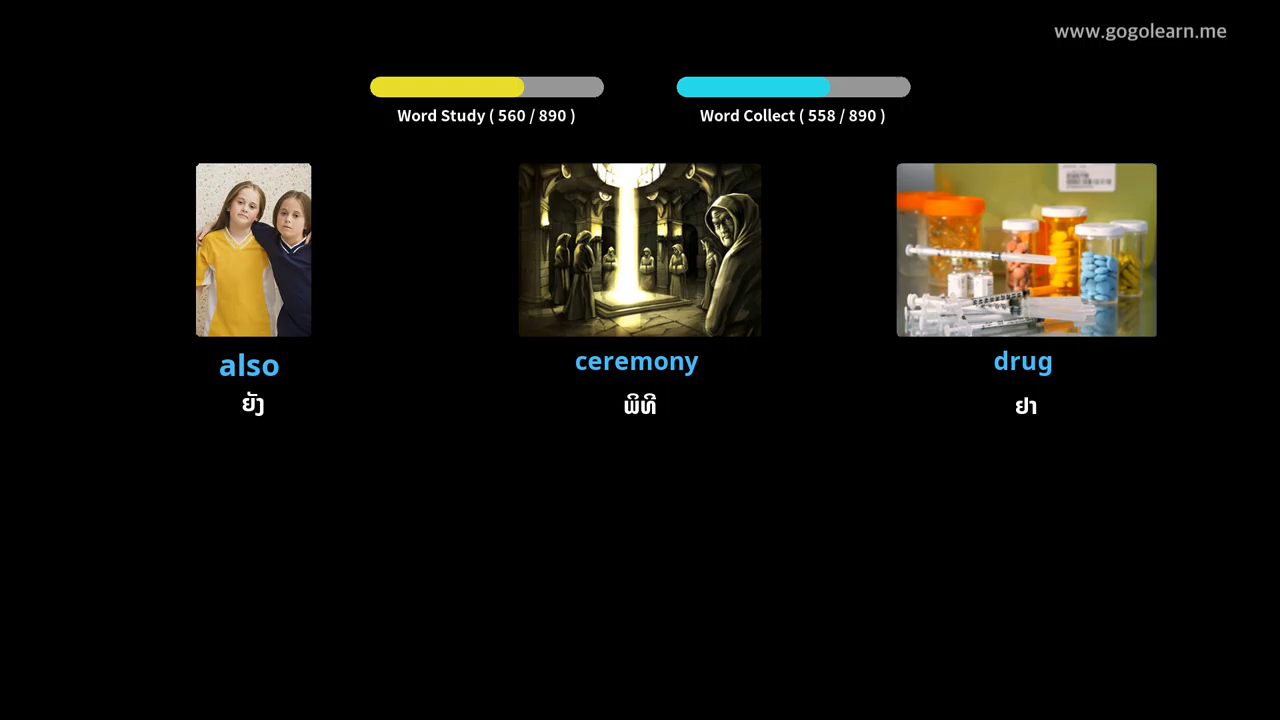 www.gogolearn.me
Word Study ( 560 / 890 )
Word Collect ( 558 / 890 )
also
ceremony
drug
ຍັງ
ພິທີ
ຢາ